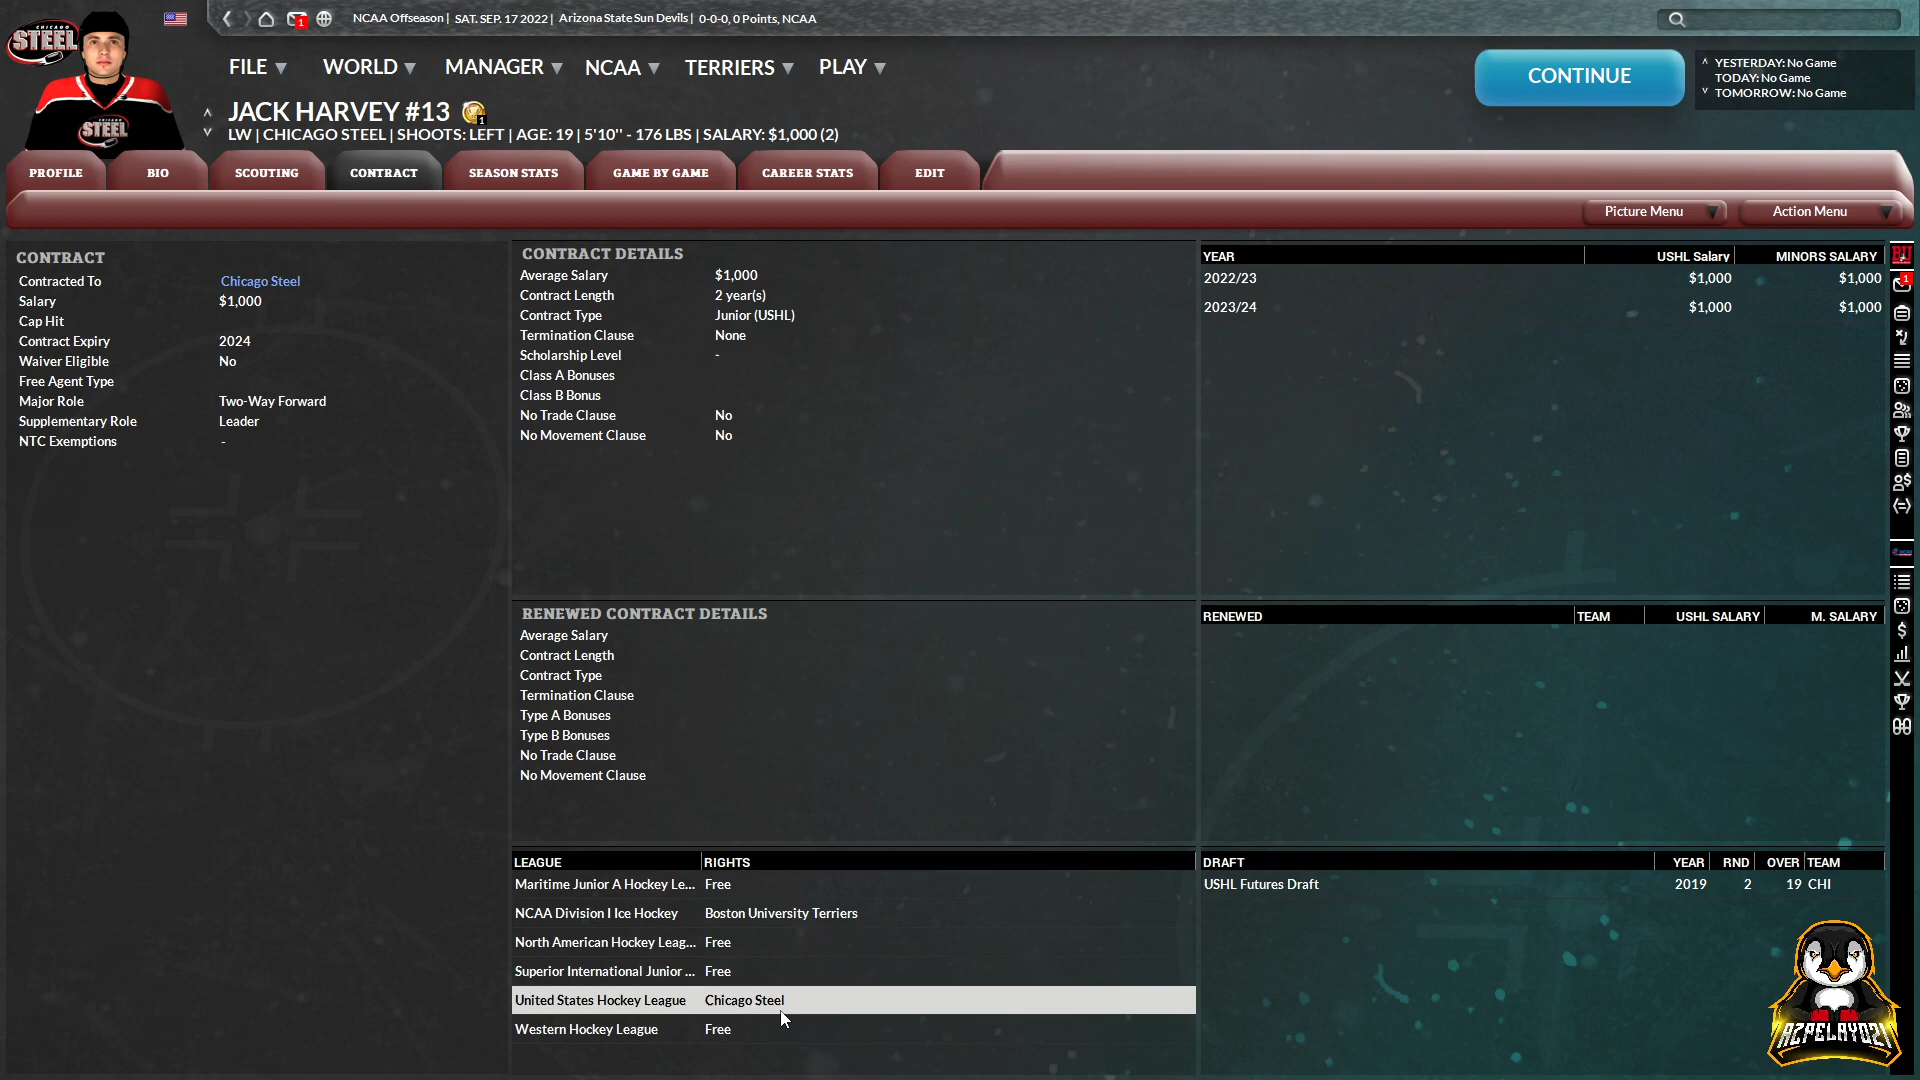 NCAA Offseason | SAT. SEP. 17 2022 | Arizona State Sun Devils | 0-0-0, 0 Points, NCAA
1
CHICAGO
STEEL
FILE WORLD MANAGER NCAA TERRIERS PLAY
CONTINUE
YESTERDAY: No Game
TODAY: No Game
TOMORROW: No Game
STEEL
JACK HARVEY #13
1
LW | CHICAGO STEEL | SHOOTS: LEFT | AGE: 19 | 5'10" - 176 LBS | SALARY: $1,000 (2)
PROFILE BIO SCOUTING CONTRACT SEASON STATS GAME BY GAME CAREER STATS EDIT
Picture Menu Action Menu
CONTRACT
Contracted To Chicago Steel
Salary $1,000
Cap Hit
Contract Expiry 2024
Waiver Eligible No
Free Agent Type
Major Role Two-Way Forward
Supplementary Role Leader
NTC Exemptions -
CONTRACT DETAILS
Average Salary $1,000
Contract Length 2 year(s)
Contract Type Junior (USHL)
Termination Clause None
Scholarship Level -
Class A Bonuses
Class B Bonus
No Trade Clause No
No Movement Clause No
YEAR USHL Salary MINORS SALARY
2022/23 $1,000 $1,000
2023/24 $1,000 $1,000
BU
1
RENEWED CONTRACT DETAILS
Average Salary
Contract Length
Contract Type
Termination Clause
Type A Bonuses
Type B Bonuses
No Trade Clause
No Movement Clause
RENEWED TEAM USHL SALARY M. SALARY
LEAGUE RIGHTS
Maritime Junior A Hockey Le... Free
NCAA Division I Ice Hockey Boston University Terriers
North American Hockey Leag... Free
Superior International Junior ... Free
United States Hockey League Chicago Steel
Western Hockey League Free
DRAFT YEAR RND OVER TEAM
USHL Futures Draft 2019 2 19 CHI
AZPELAYO21